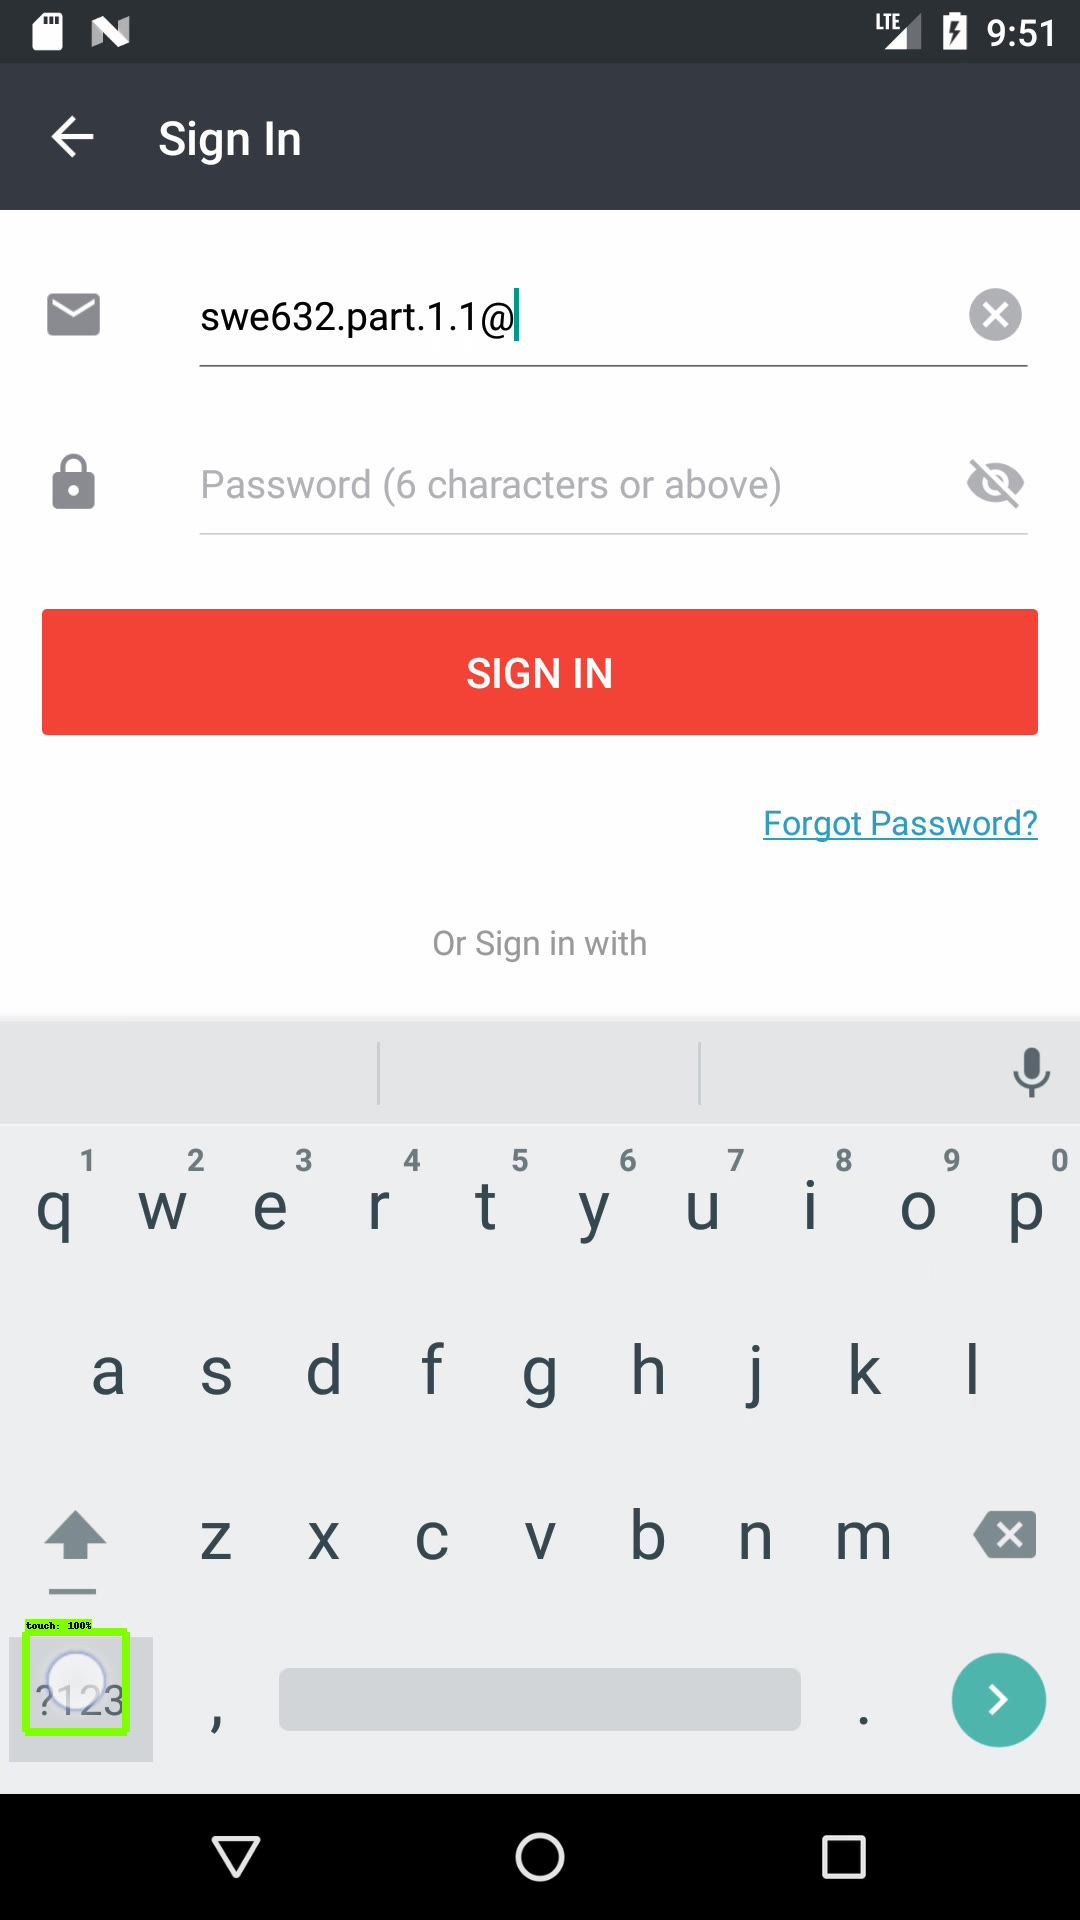 LTE 9:51
Sign In
swe632.part.1.1@
Password (6 characters or above)
SIGN IN
Forgot Password?
Or Sign in with
1 2 3 4 5 6 7 8 9 0
q w e r t y u i o p
a s d f g h j k l
z x c v b n m
touch: 100%
?123 , .